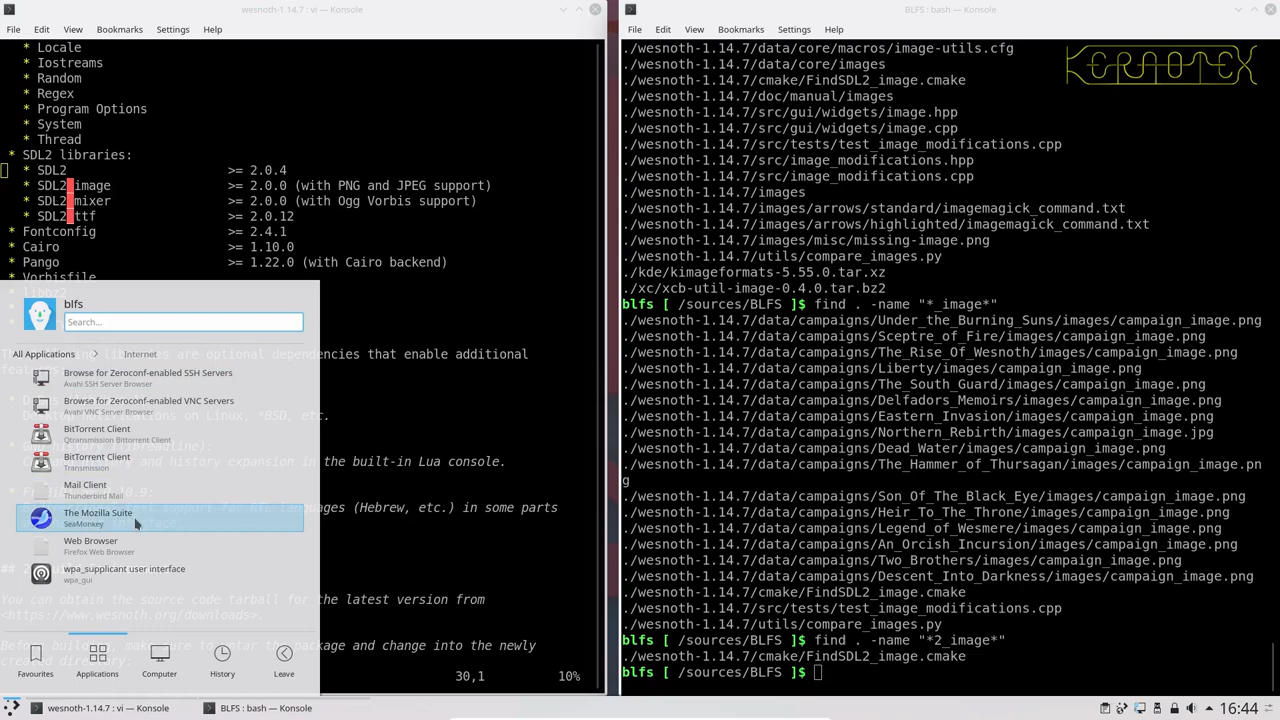 wesnoth-1.14.7 : vi — Konsole
File Edit View Bookmarks Settings Help
* Locale
* Iostreams
* Random
* Regex
* Program Options
* System
* Thread
* SDL2 libraries:
* SDL2 >= 2.0.4
* SDL2 image >= 2.0.0 (with PNG and JPEG support)
* SDL2 mixer >= 2.0.0 (with Ogg Vorbis support)
* SDL2 ttf >= 2.0.12
* Fontconfig >= 2.4.1
* Cairo >= 1.10.0
* Pango >= 1.22.0 (with Cairo backend)
* Vorbisfile
are optional dependencies that enable additional
on Linux, *BSD, etc.
and history expansion in the built-in Lua console.
languages (Hebrew, etc.) in some parts
You can obtain the source code tarball for the latest version from
<https://www.wesnoth.org/downloads>.
package and change into the newly
30,1 10%
blfs
Search...
All Applications > Internet
Browse for Zeroconf-enabled SSH Servers
Avahi SSH Server Browser
Browse for Zeroconf-enabled VNC Servers
Avahi VNC Server Browser
BitTorrent Client
Qtransmission Bittorrent Client
BitTorrent Client
Transmission
Mail Client
Thunderbird Mail
The Mozilla Suite
SeaMonkey
Web Browser
Firefox Web Browser
wpa_supplicant user interface
wpa_gui
Favourites Applications Computer History Leave
BLFS : bash — Konsole
File Edit View Bookmarks Settings Help
KERNOTEX
./wesnoth-1.14.7/data/core/macros/image-utils.cfg
./wesnoth-1.14.7/data/core/images
./wesnoth-1.14.7/cmake/FindSDL2_image.cmake
./wesnoth-1.14.7/doc/manual/images
./wesnoth-1.14.7/src/gui/widgets/image.hpp
./wesnoth-1.14.7/src/gui/widgets/image.cpp
./wesnoth-1.14.7/src/tests/test_image_modifications.cpp
./wesnoth-1.14.7/src/image_modifications.hpp
./wesnoth-1.14.7/src/image_modifications.cpp
./wesnoth-1.14.7/images
./wesnoth-1.14.7/images/arrows/standard/imagemagick_command.txt
./wesnoth-1.14.7/images/arrows/highlighted/imagemagick_command.txt
./wesnoth-1.14.7/images/misc/missing-image.png
./wesnoth-1.14.7/utils/compare_images.py
./kde/kimageformats-5.55.0.tar.xz
./xc/xcb-util-image-0.4.0.tar.bz2
blfs [ /sources/BLFS ]$ find . -name "*_image*"
./wesnoth-1.14.7/data/campaigns/Under_the_Burning_Suns/images/campaign_image.png
./wesnoth-1.14.7/data/campaigns/Sceptre_of_Fire/images/campaign_image.png
./wesnoth-1.14.7/data/campaigns/The_Rise_Of_Wesnoth/images/campaign_image.png
./wesnoth-1.14.7/data/campaigns/Liberty/images/campaign_image.png
./wesnoth-1.14.7/data/campaigns/The_South_Guard/images/campaign_image.png
./wesnoth-1.14.7/data/campaigns/Delfadors_Memoirs/images/campaign_image.png
./wesnoth-1.14.7/data/campaigns/Eastern_Invasion/images/campaign_image.png
./wesnoth-1.14.7/data/campaigns/Northern_Rebirth/images/campaign_image.jpg
./wesnoth-1.14.7/data/campaigns/Dead_Water/images/campaign_image.png
./wesnoth-1.14.7/data/campaigns/The_Hammer_of_Thursagan/images/campaign_image.pn
g
./wesnoth-1.14.7/data/campaigns/Son_Of_The_Black_Eye/images/campaign_image.png
./wesnoth-1.14.7/data/campaigns/Heir_To_The_Throne/images/campaign_image.png
./wesnoth-1.14.7/data/campaigns/Legend_of_Wesmere/images/campaign_image.png
./wesnoth-1.14.7/data/campaigns/An_Orcish_Incursion/images/campaign_image.png
./wesnoth-1.14.7/data/campaigns/Two_Brothers/images/campaign_image.png
./wesnoth-1.14.7/data/campaigns/Descent_Into_Darkness/images/campaign_image.png
./wesnoth-1.14.7/cmake/FindSDL2_image.cmake
./wesnoth-1.14.7/src/tests/test_image_modifications.cpp
./wesnoth-1.14.7/utils/compare_images.py
blfs [ /sources/BLFS ]$ find . -name "*2_image*"
./wesnoth-1.14.7/cmake/FindSDL2_image.cmake
blfs [ /sources/BLFS ]$
wesnoth-1.14.7 : vi — Konsole BLFS : bash — Konsole 16:44